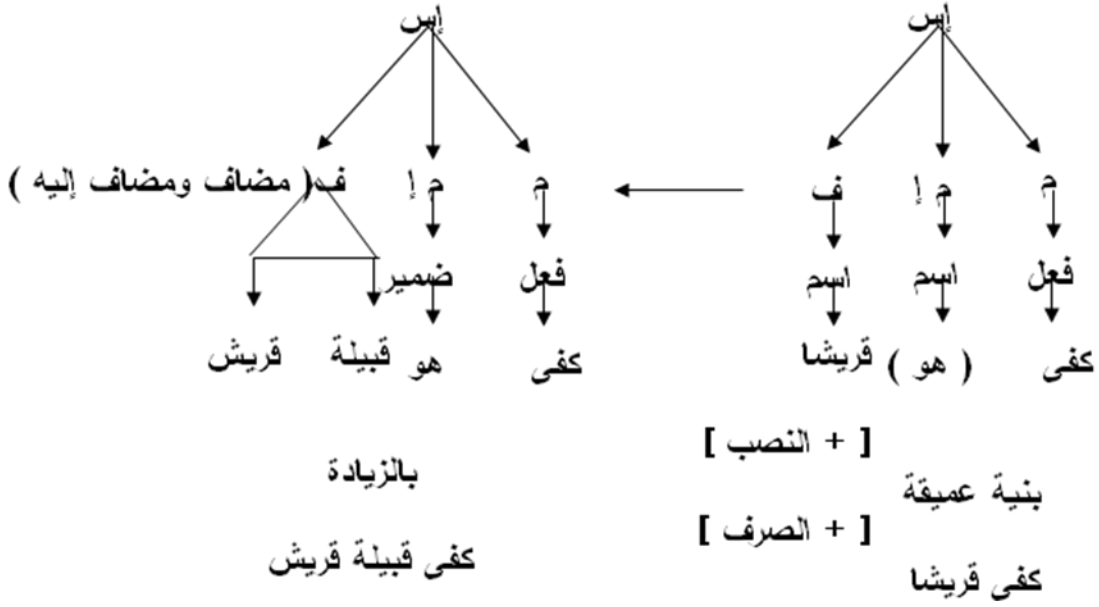 إس
م م إ ف
فعل اسم اسم
كفى ( هو ) قريشا
[ + النصب ]
بنية عميقة
[ + الصرف ]
كفى قريشا
إس
م م إ ف( مضاف ومضاف إليه )
فعل ضمير
كفى هو قبيلة قريش
بالزيادة
كفى قبيلة قريش